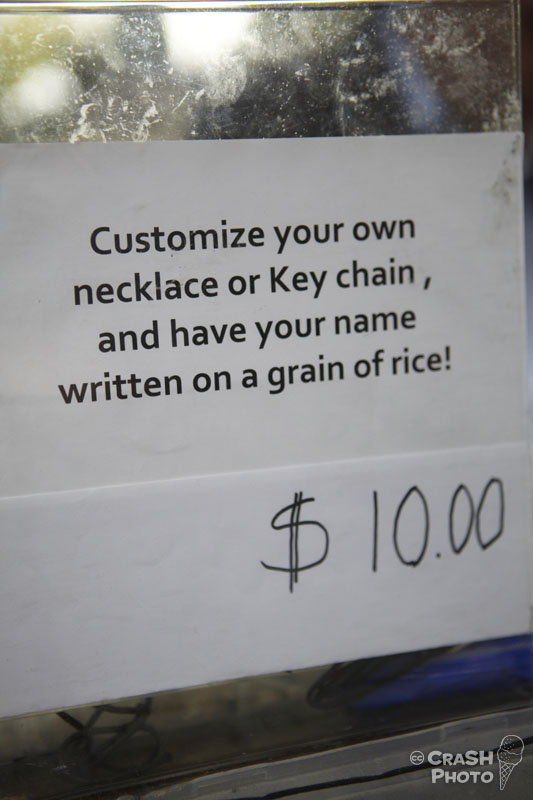 Customize your own
necklace or Key chain ,
and have your name
written on a grain of rice!
$ 10.00
cc CRASH
PHOTO